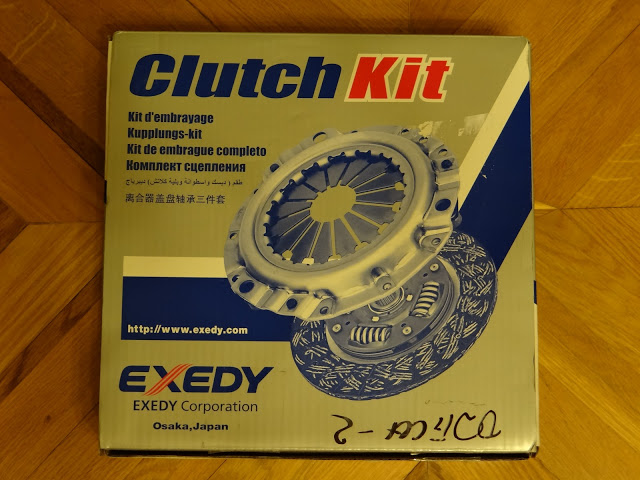 Clutch Kit
Kit d'embrayage
Kupplungs-kit
Kit de embrague completo
Комплект сцепления
离合器盖盘轴承三件套
http://www.exedy.com
EXEDY
EXEDY Corporation
Osaka,Japan